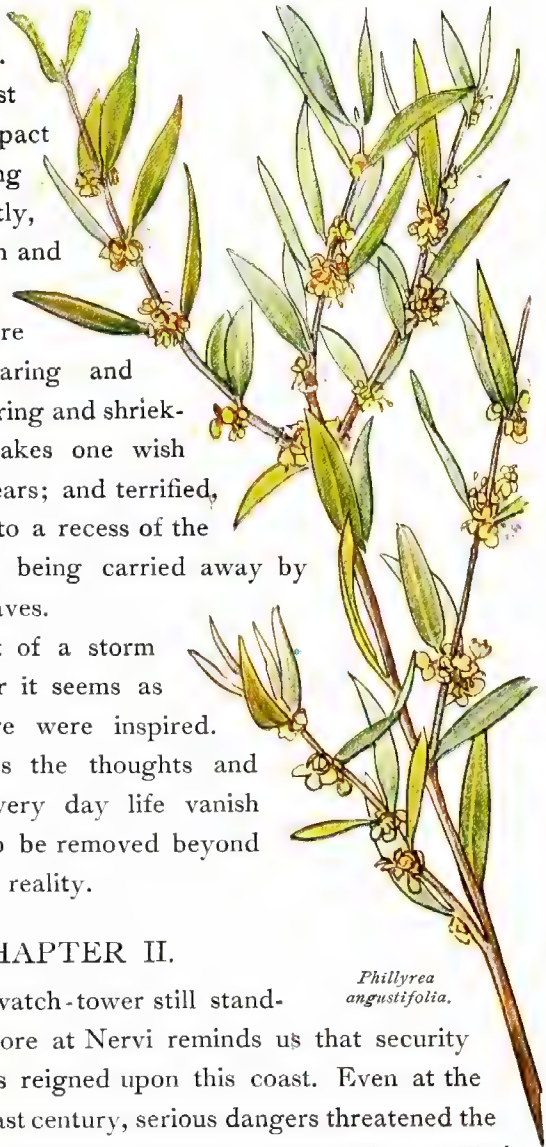 .
st
pact
ng
tly,
n and
re
aring and
ring and shriek-
akes one wish
ears; and terrified,
to a recess of the
being carried away by
aves.
of a storm
r it seems as
re were inspired.
s the thoughts and
very day life vanish
o be removed beyond
reality.
HAPTER II.
Phillyrea
angustifolia.
watch-tower still stand-
ore at Nervi reminds us that security
s reigned upon this coast. Even at the
ast century, serious dangers threatened the